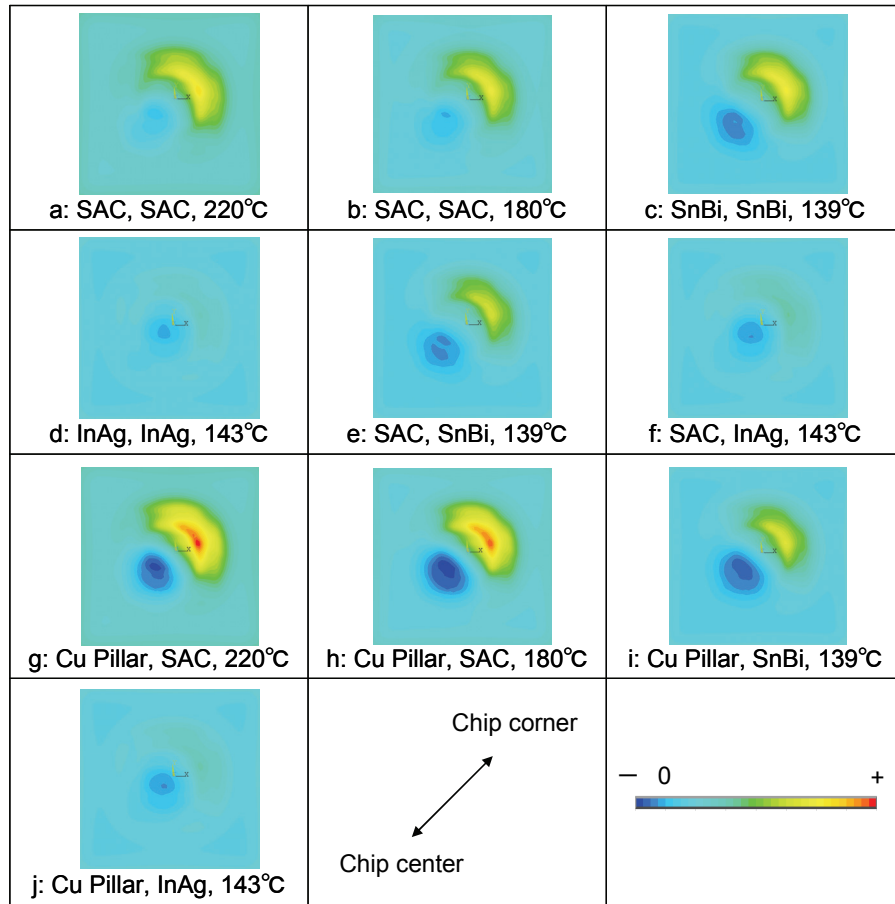 a: SAC, SAC, 220℃
b: SAC, SAC, 180℃
c: SnBi, SnBi, 139℃
d: InAg, InAg, 143℃
e: SAC, SnBi, 139℃
f: SAC, InAg, 143℃
g: Cu Pillar, SAC, 220℃
h: Cu Pillar, SAC, 180℃
i: Cu Pillar, SnBi, 139℃
j: Cu Pillar, InAg, 143℃
Chip corner
Chip center
— 0 +